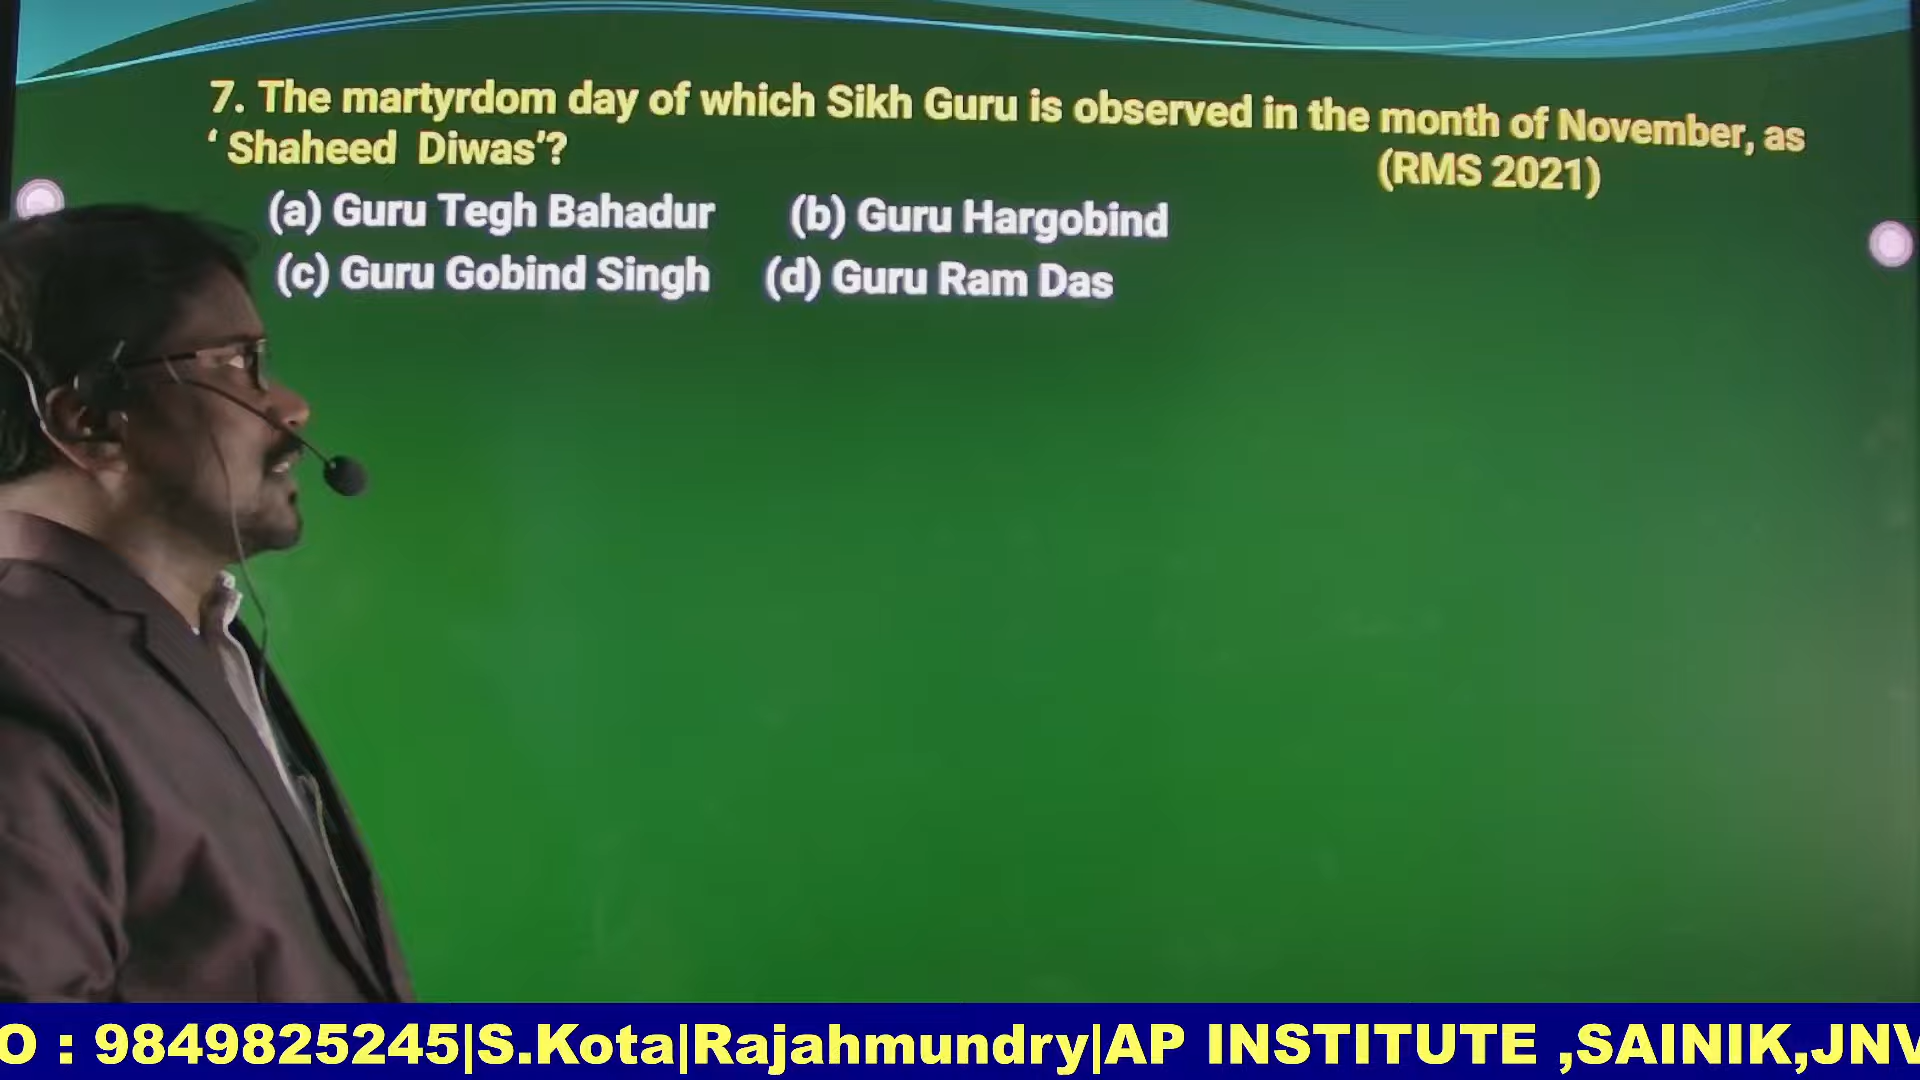 7. The martyrdom day of which Sikh Guru is observed in the month of November, as
‘ Shaheed Diwas’?
(RMS 2021)
(a) Guru Tegh Bahadur (b) Guru Hargobind
(c) Guru Gobind Singh (d) Guru Ram Das
O : 9849825245|S.Kota|Rajahmundry|AP INSTITUTE ,SAINIK,JNV